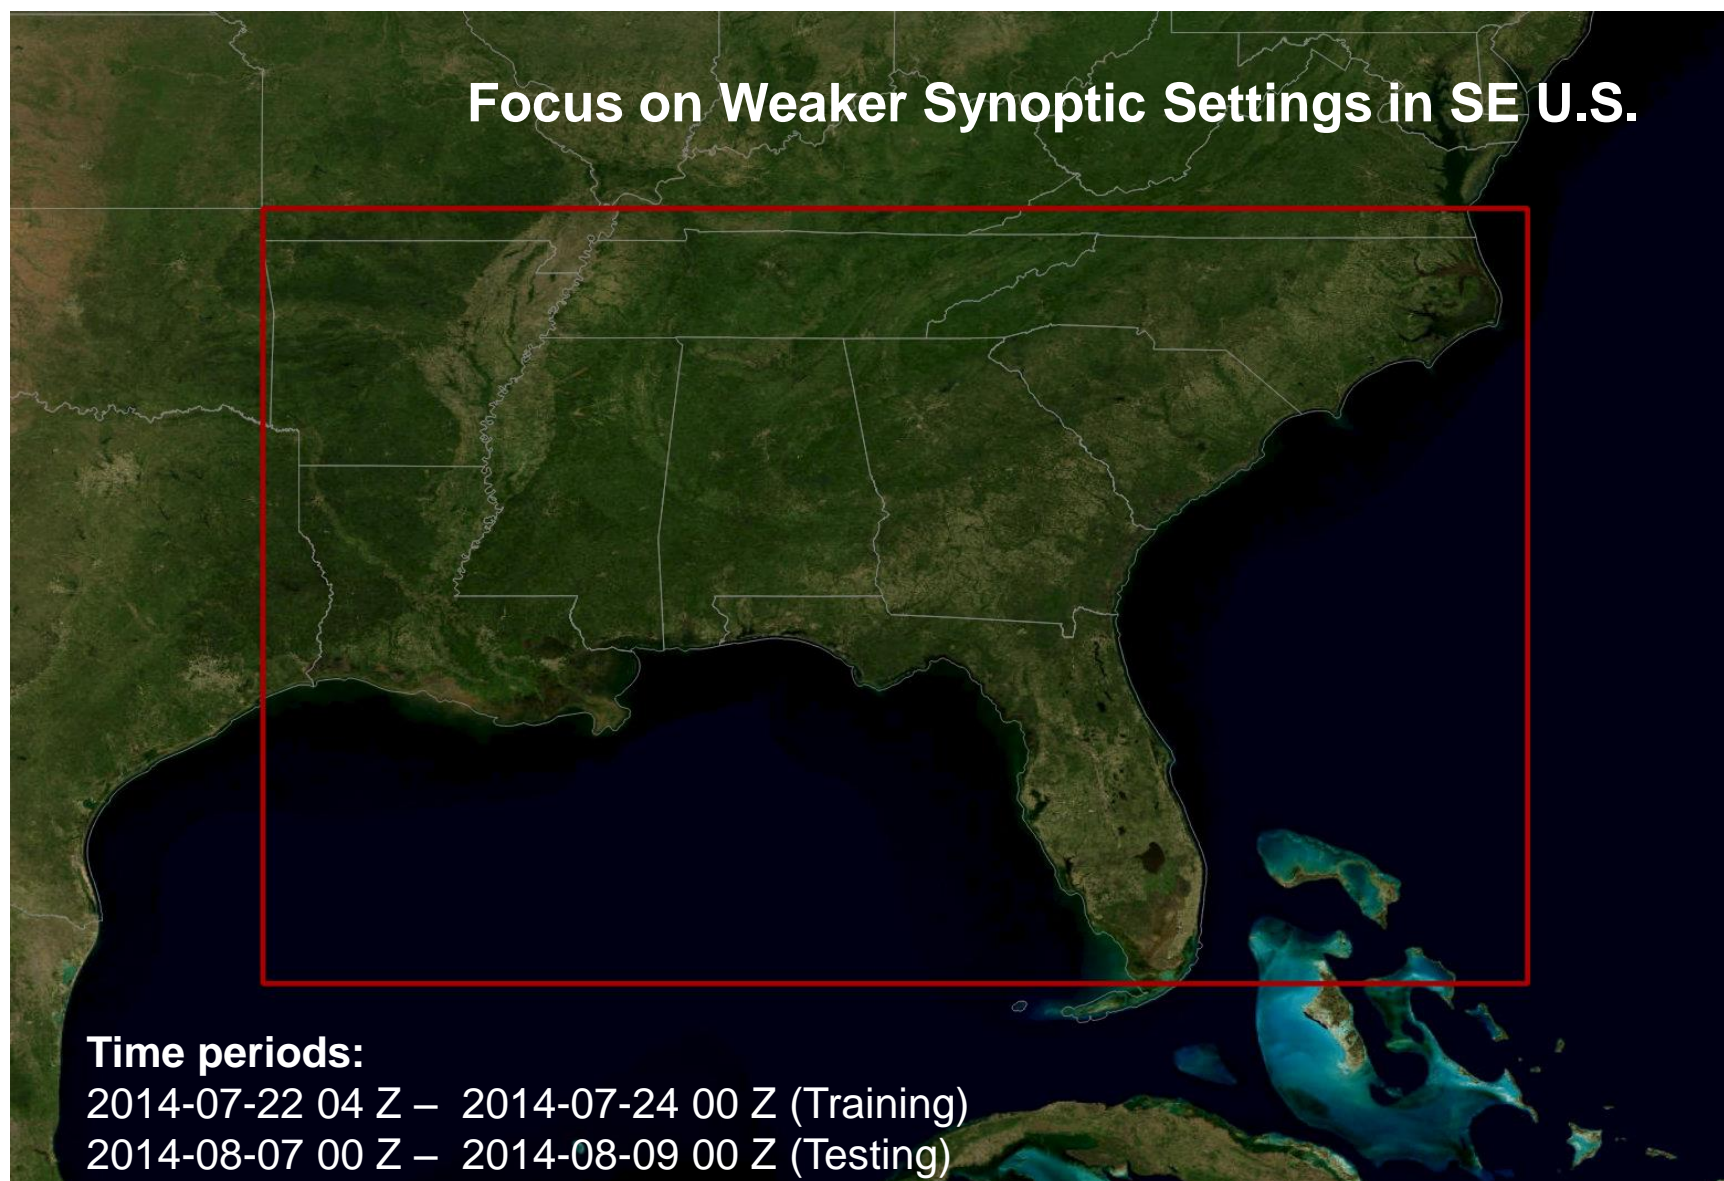 Focus on Weaker Synoptic Settings in SE U.S.
Time periods:
2014-07-22 04 Z – 2014-07-24 00 Z (Training)
2014-08-07 00 Z – 2014-08-09 00 Z (Testing)